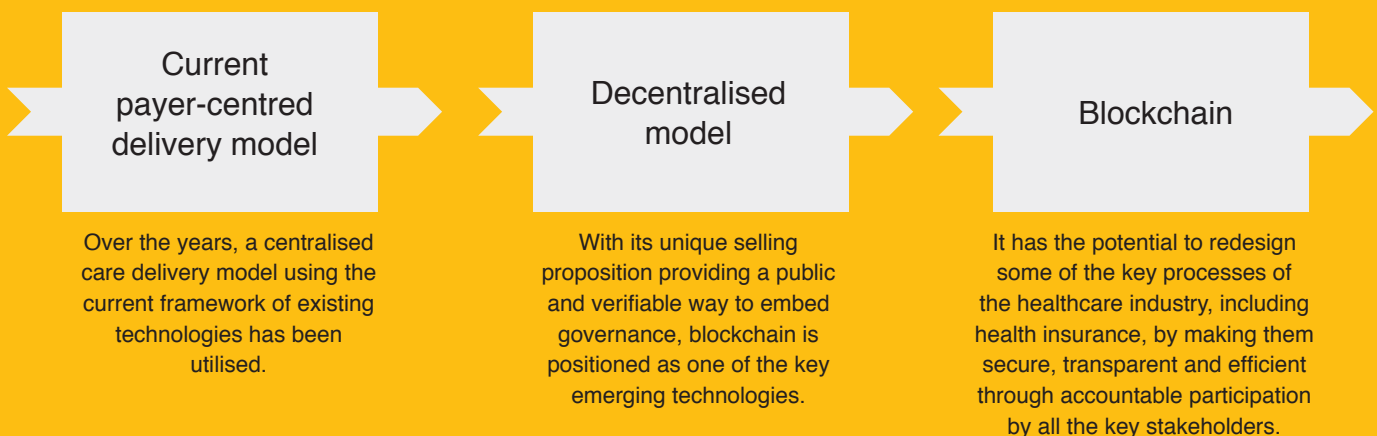 Current
payer-centred
delivery model
Over the years, a centralised
care delivery model using the
current framework of existing
technologies has been
utilised.
Decentralised
model
With its unique selling
proposition providing a public
and verifiable way to embed
governance, blockchain is
positioned as one of the key
emerging technologies.
Blockchain
It has the potential to redesign
some of the key processes of
the healthcare industry, including
health insurance, by making them
secure, transparent and efficient
through accountable participation
by all the key stakeholders.